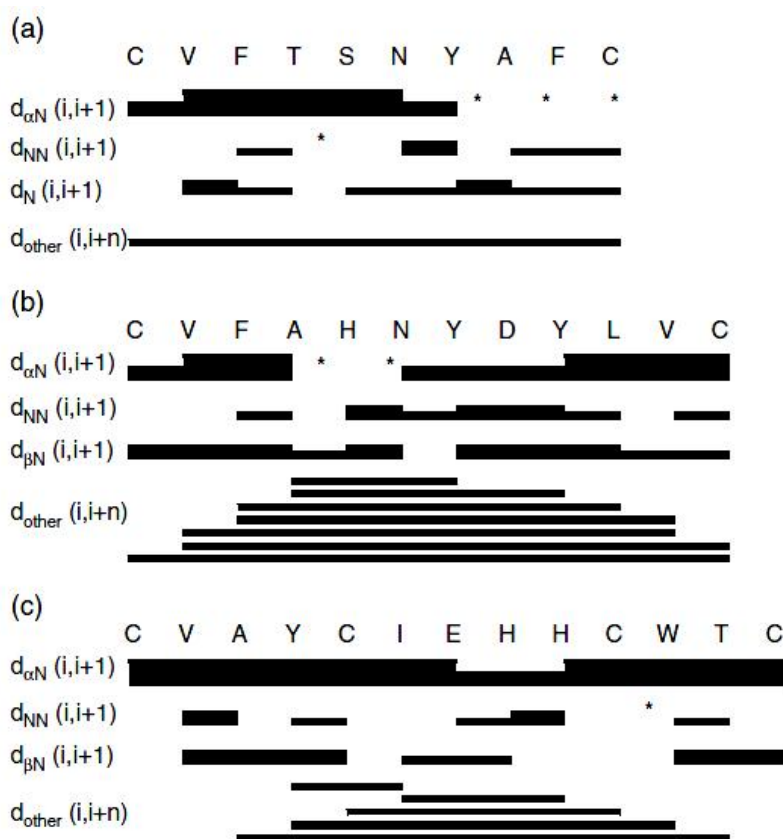 (a)
C V F T S N Y A F C
dαN (i,i+1) * * *
dNN (i,i+1) *
dN (i,i+1)
dother (i,i+n)
(b)
C V F A H N Y D Y L V C
dαN (i,i+1) * *
dNN (i,i+1)
dβN (i,i+1)
dother (i,i+n)
(c)
C V A Y C I E H H C W T C
dαN (i,i+1)
dNN (i,i+1) *
dβN (i,i+1)
dother (i,i+n)